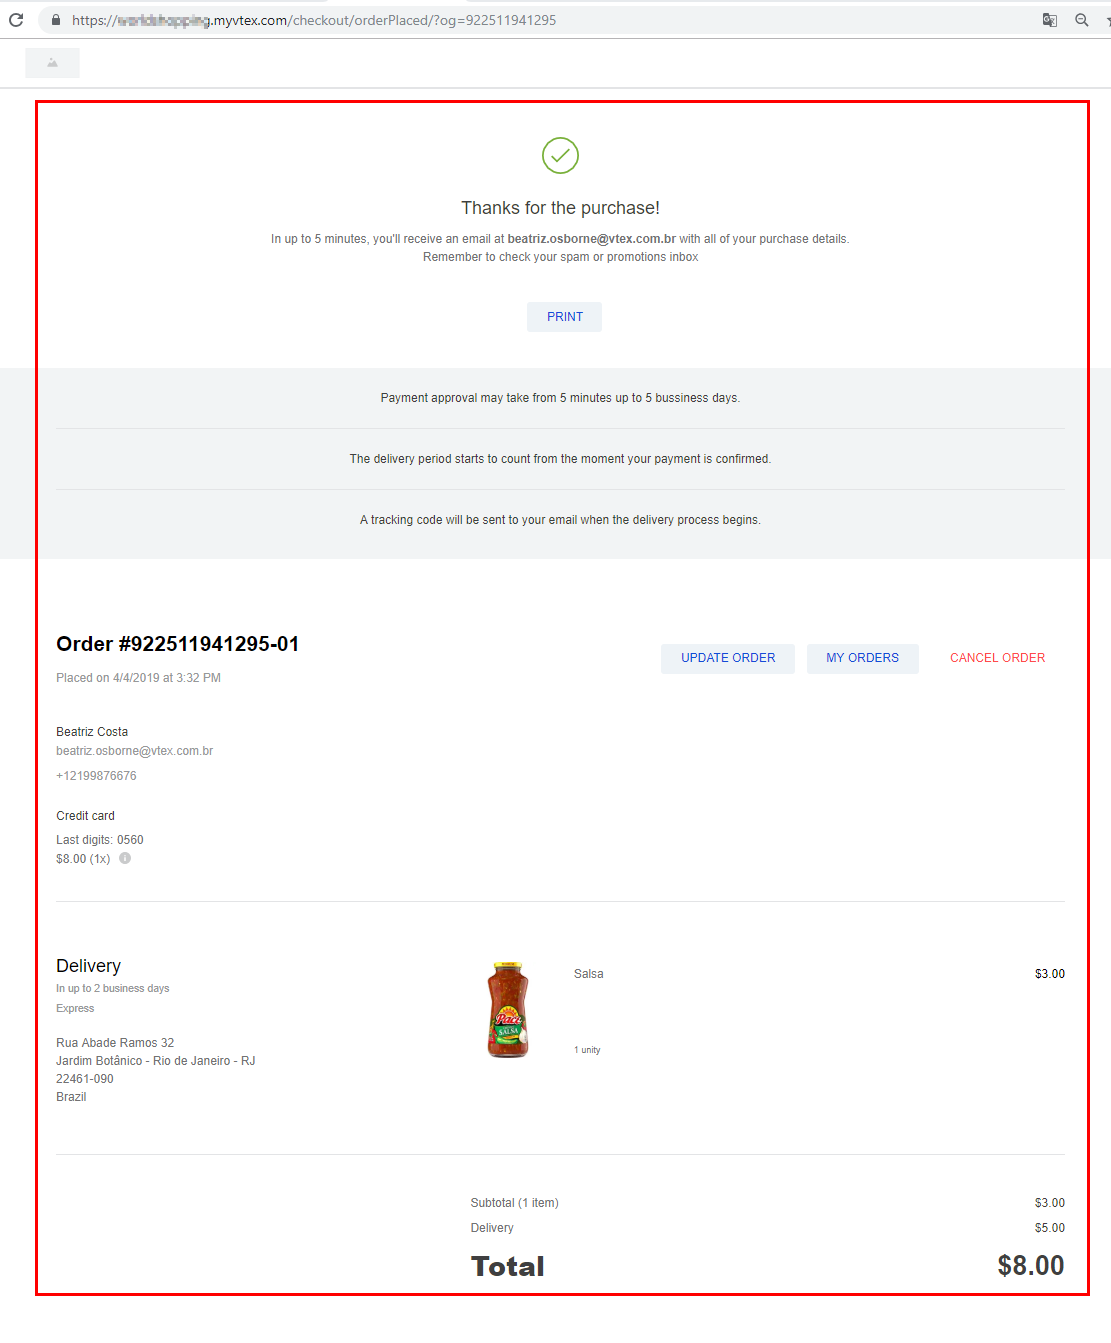 https:// .myvtex.com/checkout/orderPlaced/?og=922511941295
Thanks for the purchase!
In up to 5 minutes, you'll receive an email at beatriz.osborne@vtex.com.br with all of your purchase details.
Remember to check your spam or promotions inbox
PRINT
Payment approval may take from 5 minutes up to 5 bussiness days.
The delivery period starts to count from the moment your payment is confirmed.
A tracking code will be sent to your email when the delivery process begins.
Order #922511941295-01
UPDATE ORDER MY ORDERS CANCEL ORDER
Placed on 4/4/2019 at 3:32 PM
Beatriz Costa
beatriz.osborne@vtex.com.br
+12199876676
Credit card
Last digits: 0560
$8.00 (1x)
Delivery
In up to 2 business days
Express
Rua Abade Ramos 32
Jardim Botânico - Rio de Janeiro - RJ
22461-090
Brazil
Pace
SALSA
Salsa $3.00
1 unity
Subtotal (1 item) $3.00
Delivery $5.00
Total $8.00